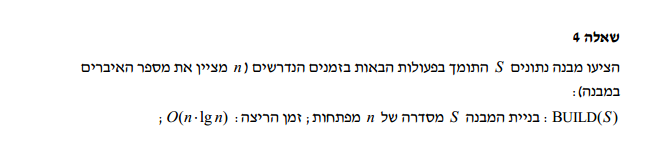 שאלה 4
הציעו מבנה נתונים S התומך בפעולות הבאות בזמנים הנדרשים (n מציין את מספר האיברים
במבנה):
BUILD(S) : בניית המבנה S מסדרה של n מפתחות; זמן הריצה: O(n·lg n) ;